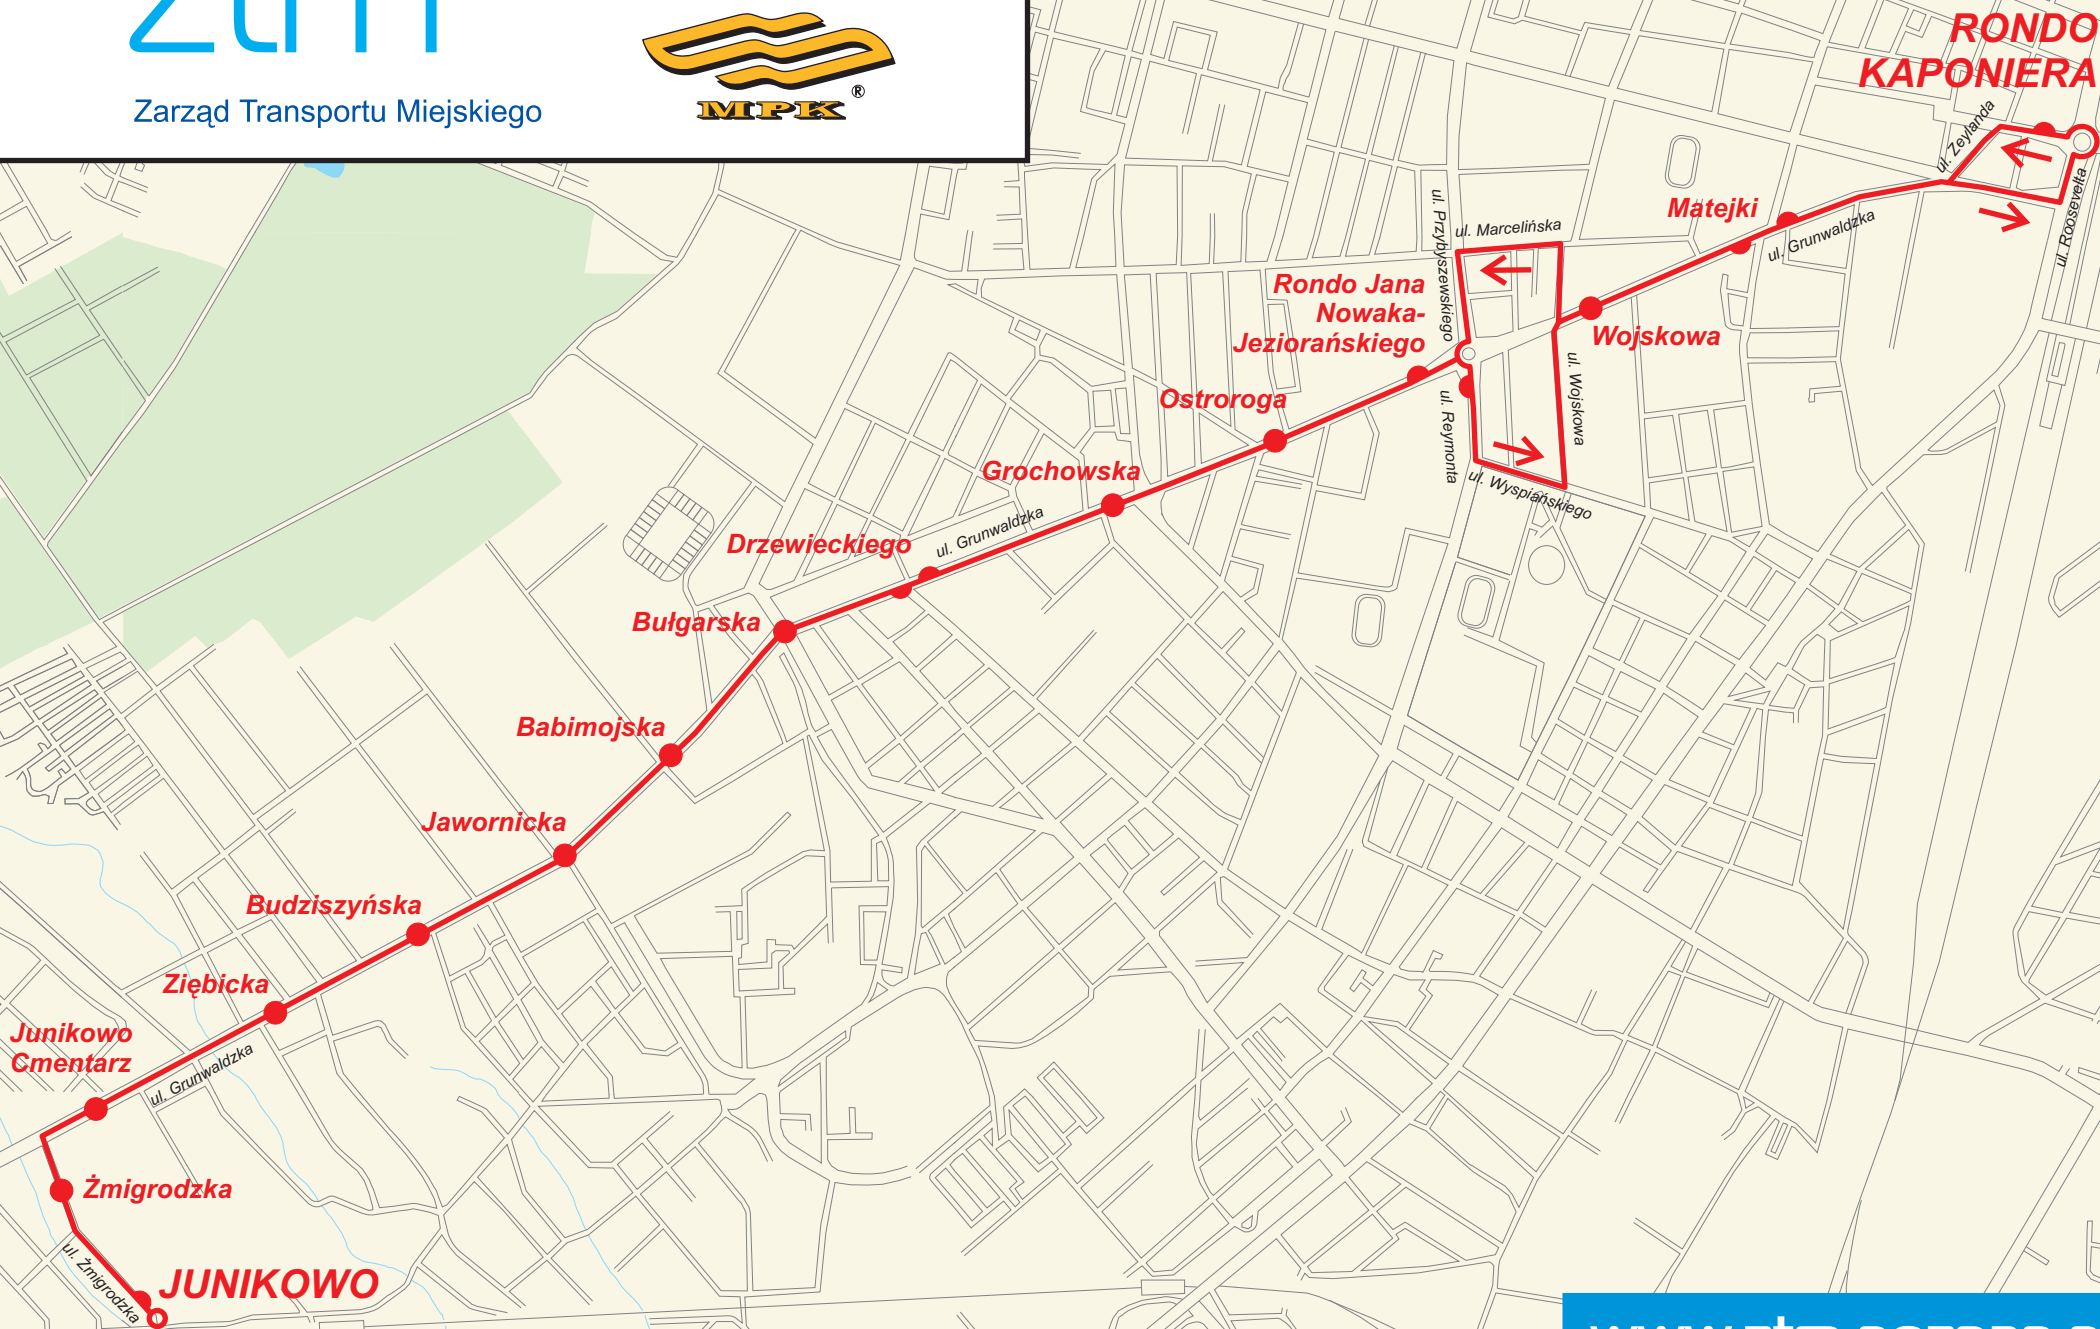 Zarząd Transportu Miejskiego
MPK ®
RONDO
KAPONIERA
ul. Zeylanda
ul. Roosevelta
Matejki
ul. Grunwaldzka
ul. Przybyszewskiego
ul. Marcelińska
Rondo Jana
Nowaka-
Jeziorańskiego
Wojskowa
ul. Wojskowa
ul. Reymonta
ul. Wyspiańskiego
Ostroroga
Grochowska
ul. Grunwaldzka
Drzewieckiego
Bułgarska
Babimojska
Jawornicka
Budziszyńska
Ziębicka
Junikowo
Cmentarz
ul. Grunwaldzka
Żmigrodzka
ul. Żmigrodzka
JUNIKOWO